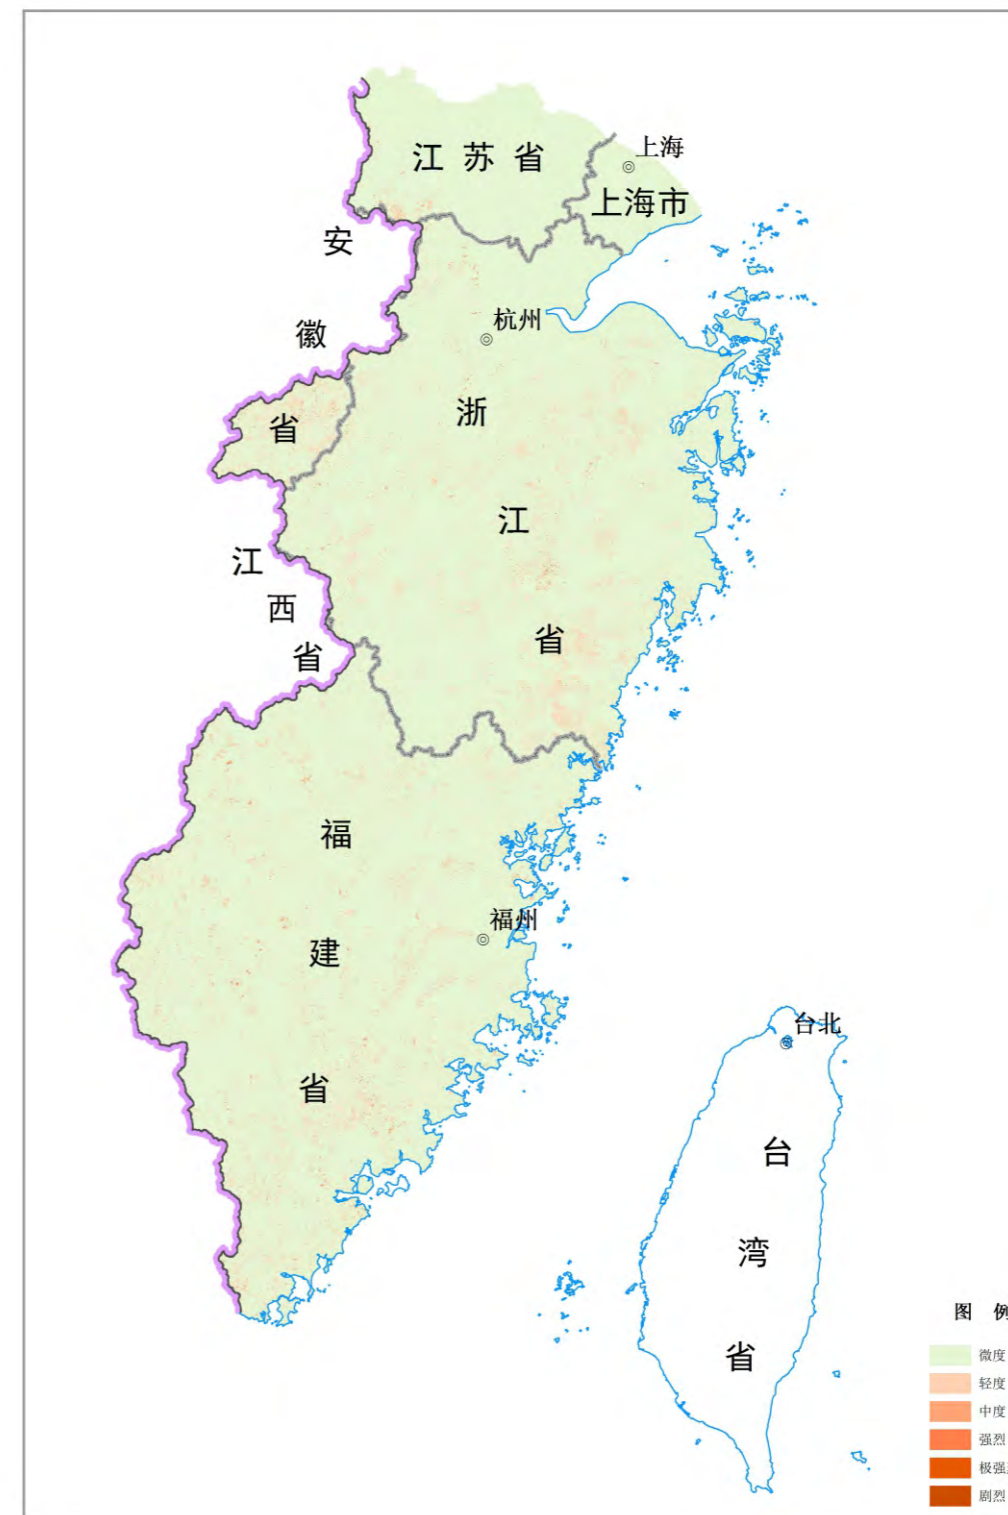 江苏省
上海
上海市
安
徽
省
杭州
浙
江
省
江
西
省
福
建
省
福州
台北
台
湾
省
图 例
微度
轻度
中度
强烈
极强
剧烈